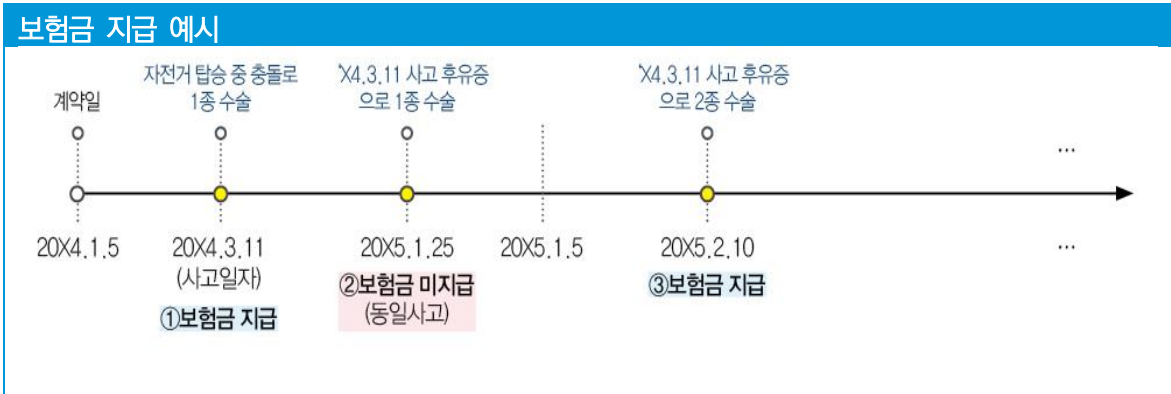 보험금 지급 예시
계약일
자전거 탑승 중 충돌로
1종 수술
'X4.3.11 사고 후유증
으로 1종 수술
'X4.3.11 사고 후유증
으로 2종 수술
...
20X4.1.5
20X4.3.11
(사고일자)
①보험금 지급
20X5.1.25
②보험금 미지급
(동일사고)
20X5.1.5
20X5.2.10
③보험금 지급
...